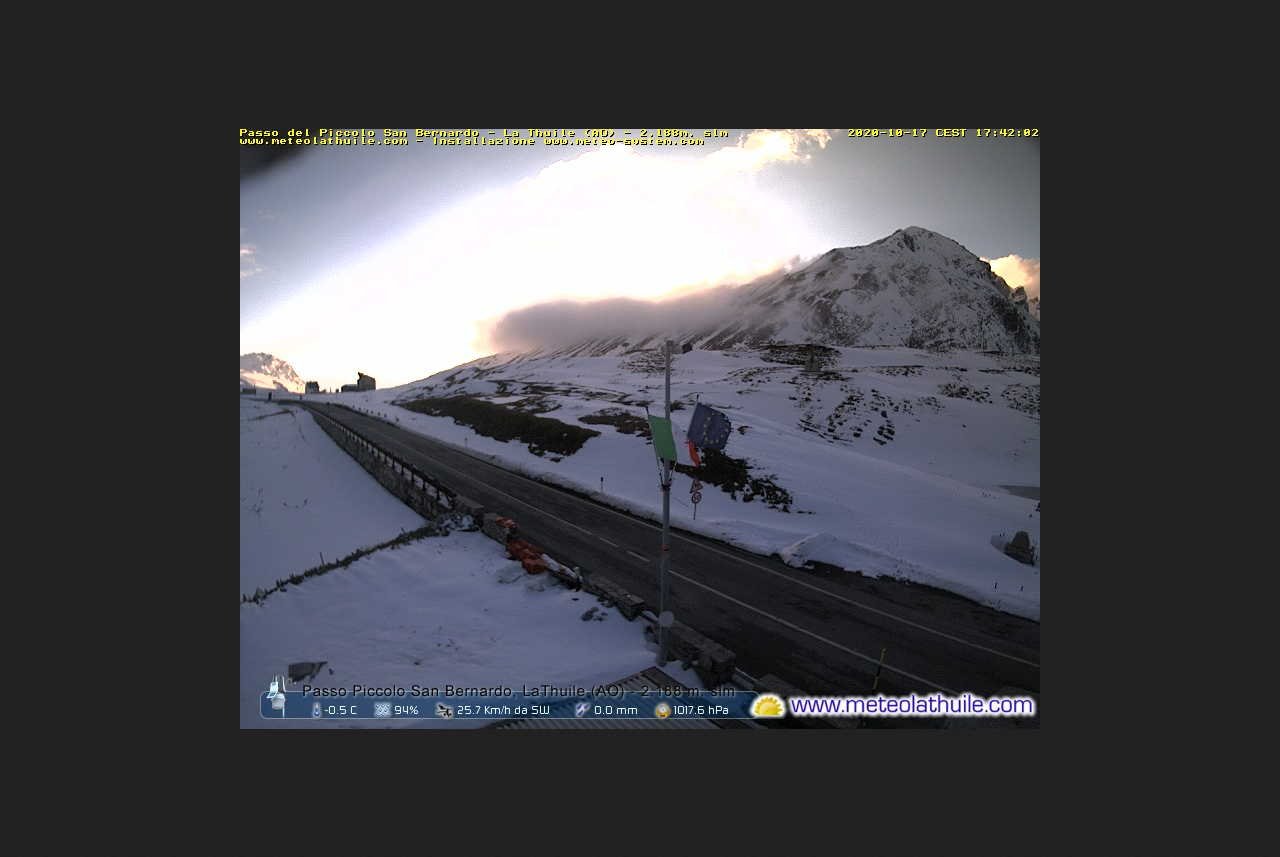 Passo del Piccolo San Bernardo - La Thuile (AO) - 2.188m. slm
2020-10-17 CEST 17:42:02
www.meteolathuile.com - Installazione www.meteo-system.com
Passo Piccolo San Bernardo, LaThuile (AO) - 2.188 m. slm
-0.5 C 94% 25.7 Km/h da SW 0.0 mm 1017.6 hPa
www.meteolathuile.com